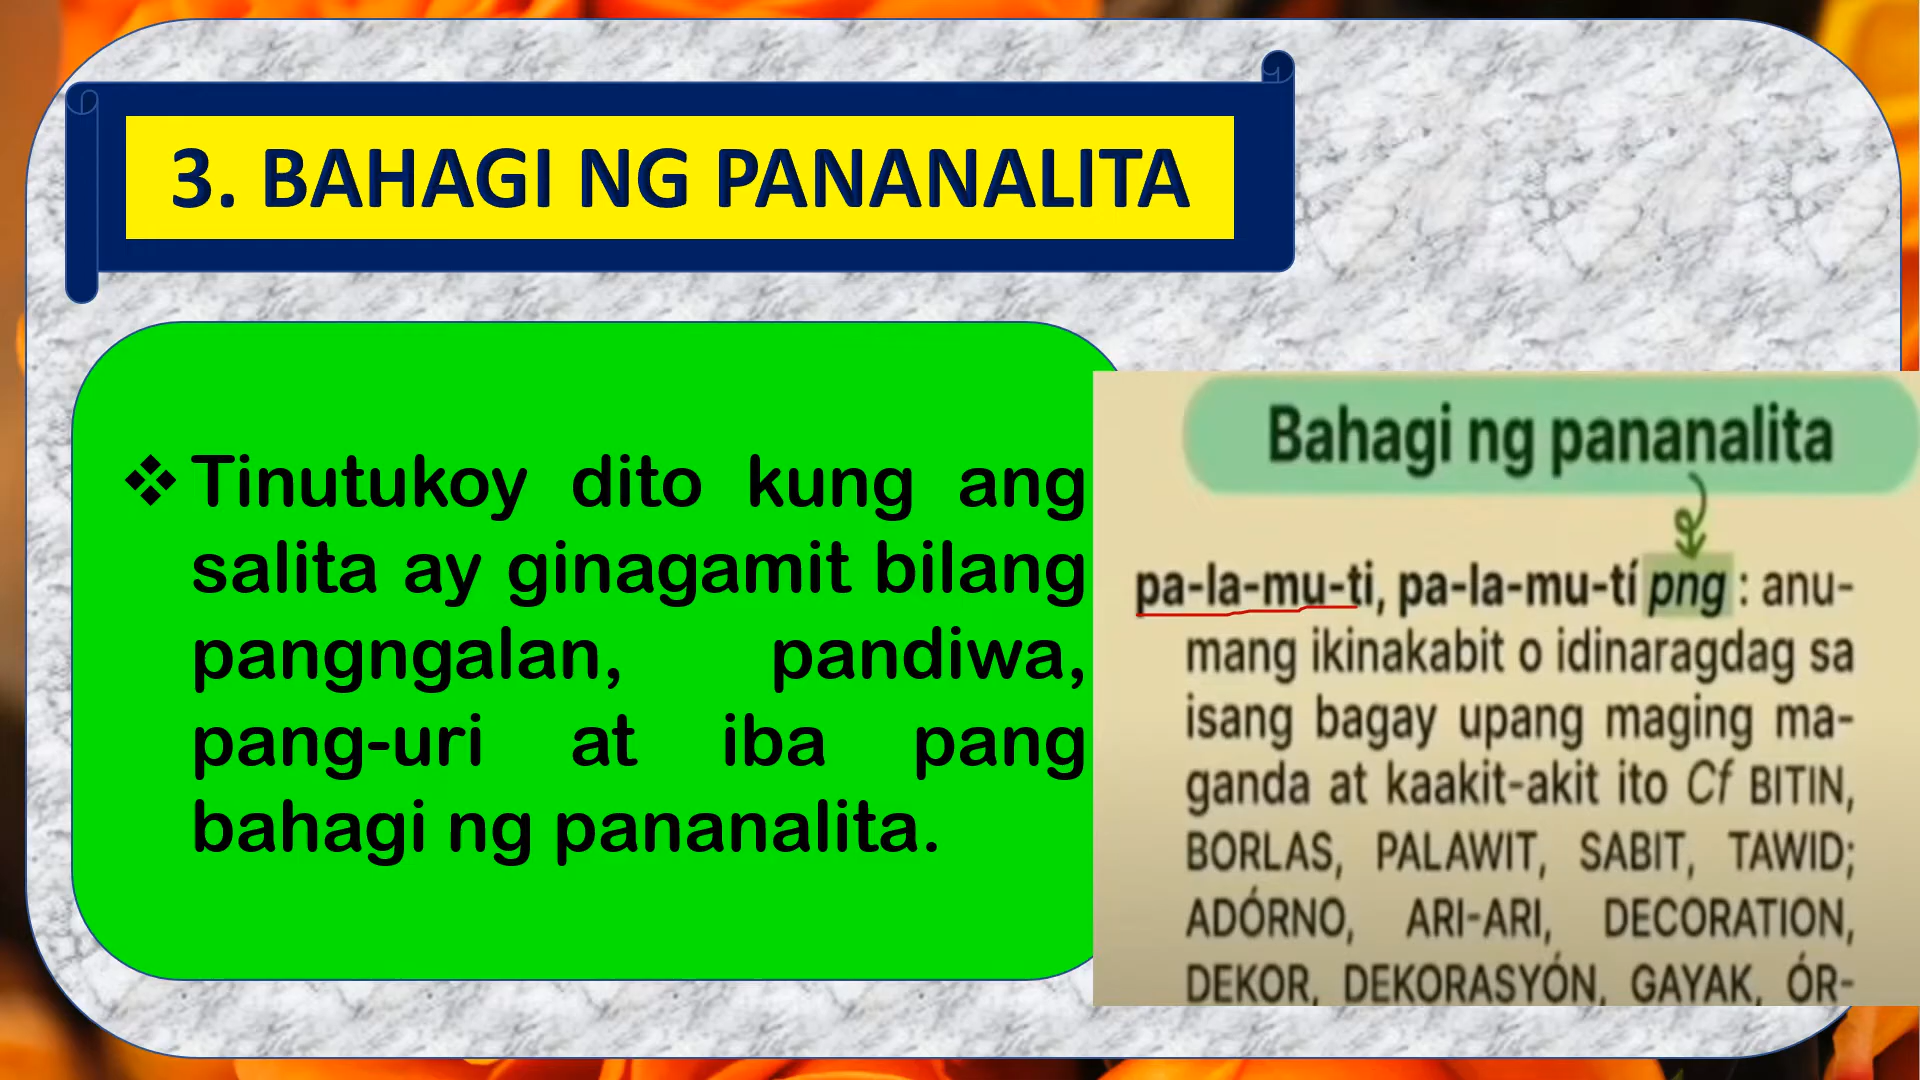 3. BAHAGI NG PANANALITA
❖ Tinutukoy dito kung ang
salita ay ginagamit bilang
pangngalan, pandiwa,
pang-uri at iba pang
bahagi ng pananalita.
Bahagi ng pananalita
pa-la-mu-ti, pa-la-mu-tí png : anu-
mang ikinakabit o idinaragdag sa
isang bagay upang maging ma-
ganda at kaakit-akit ito Cf BITIN,
BORLAS, PALAWIT, SABIT, TAWID;
ADÓRNO, ARI-ARI, DECORATION,
DEKOR, DEKORASYÓN, GAYAK, ÓR-